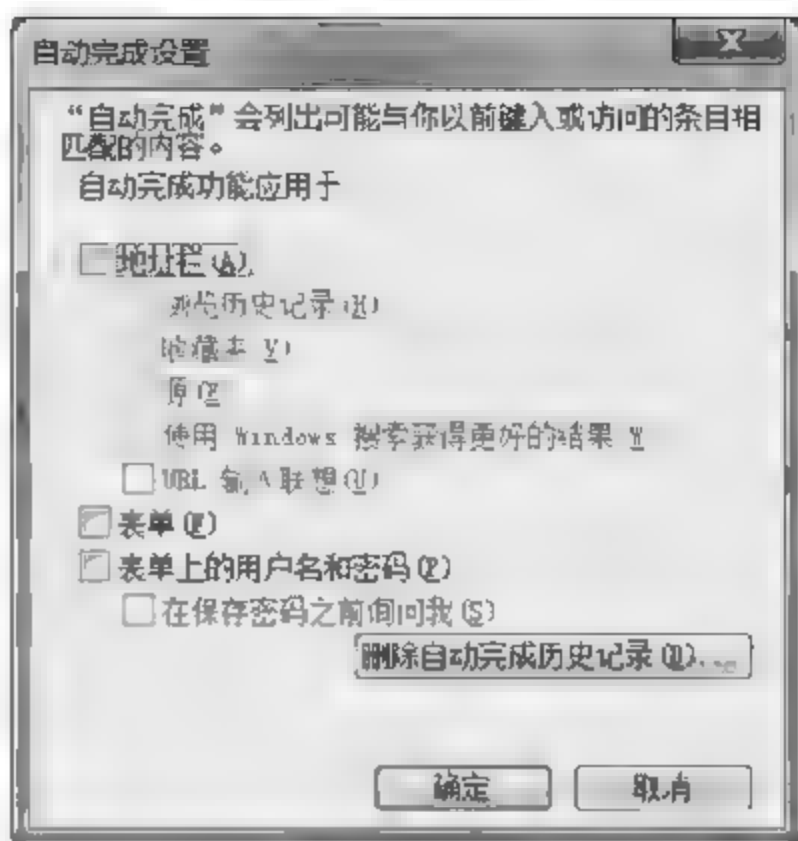 自动完成设置
“自动完成”会列出可能与你以前键入或访问的条目相
匹配的内容。
自动完成功能应用于
地址栏(A)
浏览历史记录(H)
收藏夹(V)
源(E)
使用 Windows 搜索获得更好的结果 W
URL 输入联想(U)
表单(F)
表单上的用户名和密码(P)
在保存密码之前询问我(S)
删除自动完成历史记录(D)...
确定
取消